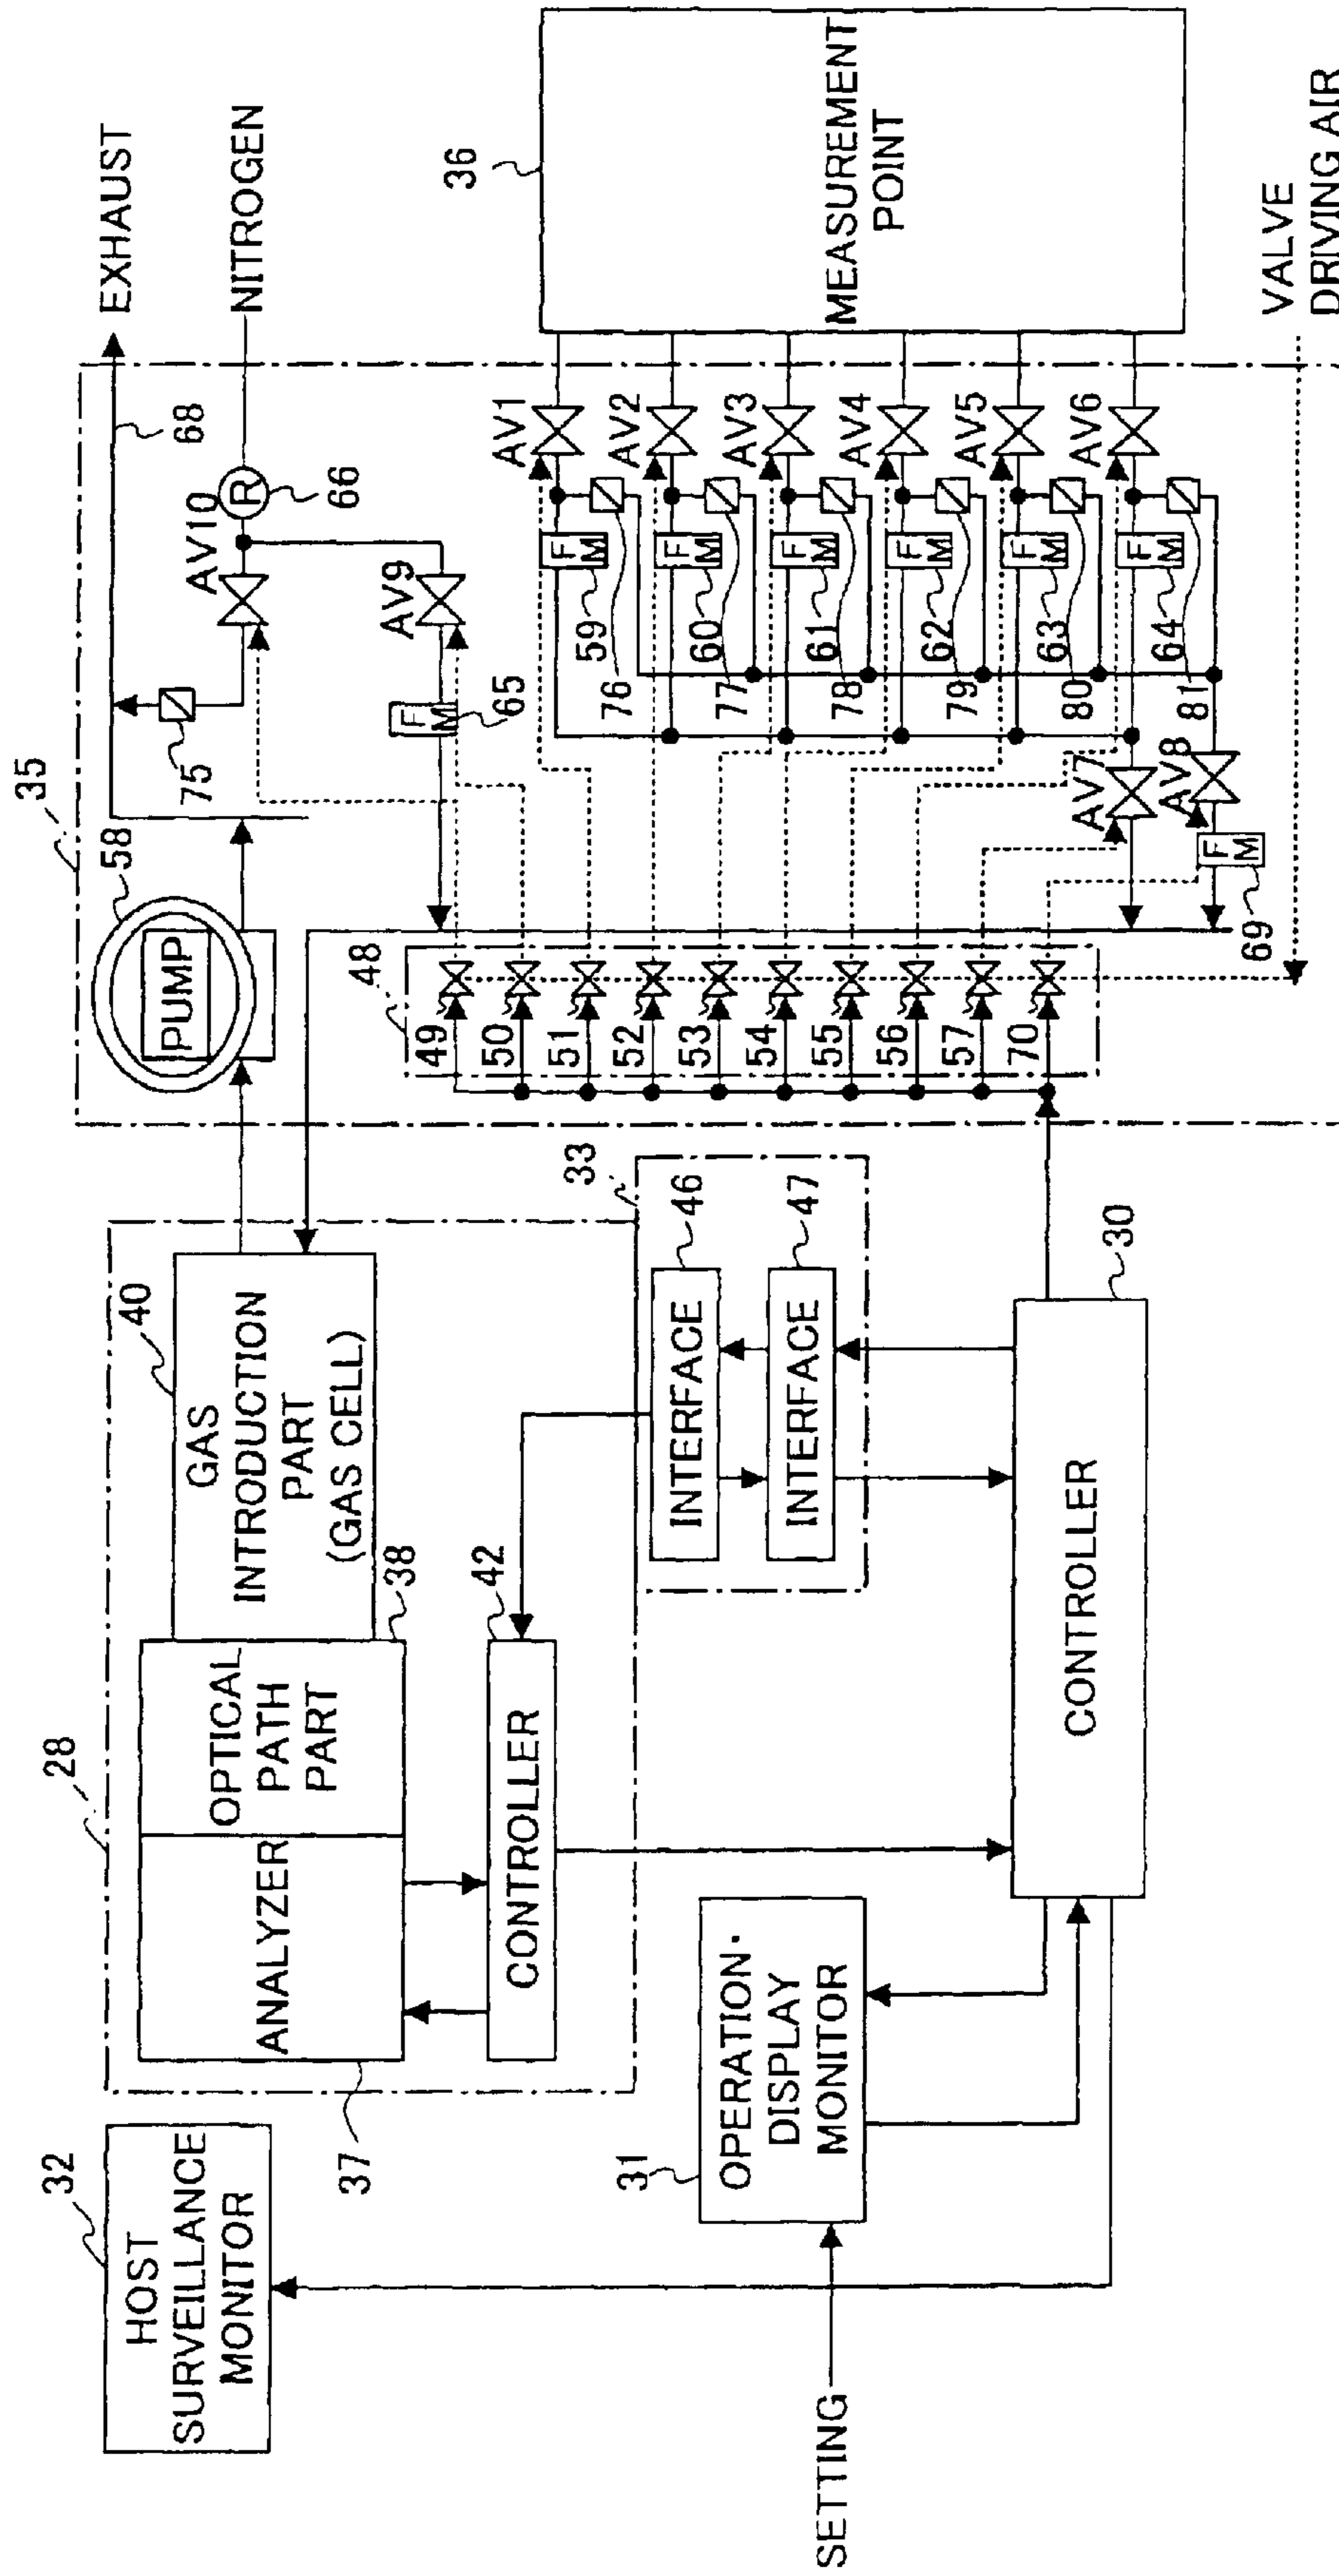 32
HOST
SURVEILLANCE
MONITOR
28
37
ANALYZER
OPTICAL
PATH
PART
38
40
GAS
INTRODUCTION
PART
(GAS CELL)
42
CONTROLLER
SETTING
31
OPERATION·
DISPLAY
MONITOR
33
46
INTERFACE
47
INTERFACE
30
CONTROLLER
35
58
PUMP
75
68
EXHAUST
AV10
R
66
NITROGEN
AV9
F
M
65
48
49
50
51
52
53
54
55
56
57
70
AV1
F
M
59
76
AV2
F
M
60
77
AV3
F
M
61
78
AV4
F
M
62
79
AV5
F
M
63
80
AV6
F
M
64
81
AV7
AV8
F
M
69
36
MEASUREMENT
POINT
VALVE
DRIVING AIR